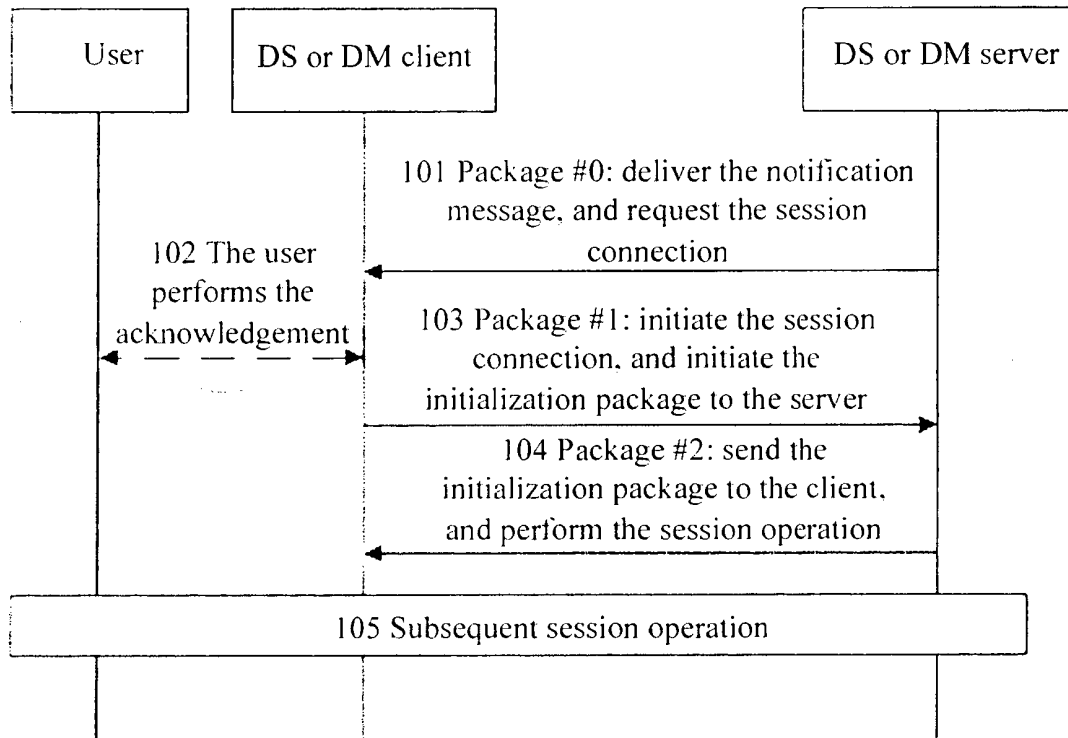 User
DS or DM client
DS or DM server
101 Package #0: deliver the notification
message, and request the session
connection
102 The user
performs the
acknowledgement
103 Package #1: initiate the session
connection, and initiate the
initialization package to the server
104 Package #2: send the
initialization package to the client,
and perform the session operation
105 Subsequent session operation